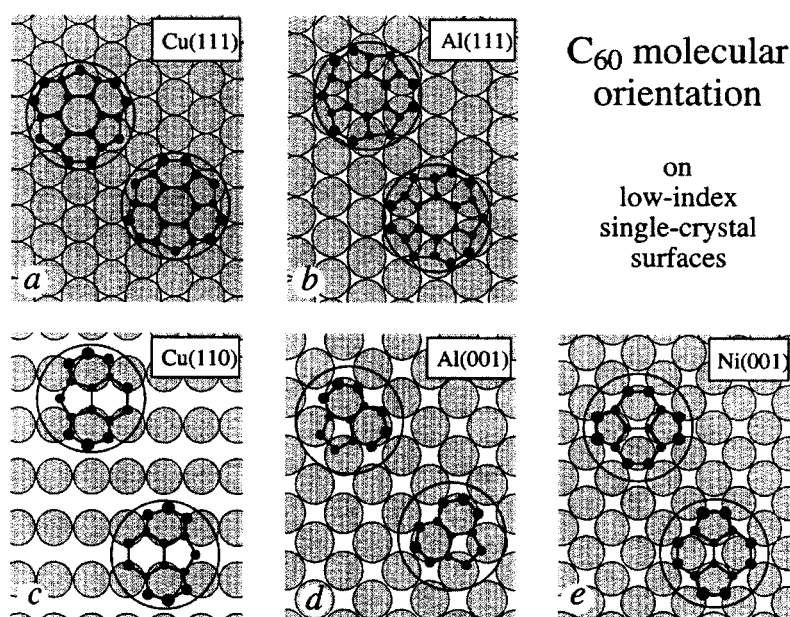 Cu(111)
a
Al(111)
b
C₆₀ molecular
orientation
on
low-index
single-crystal
surfaces
Cu(110)
c
Al(001)
d
Ni(001)
e